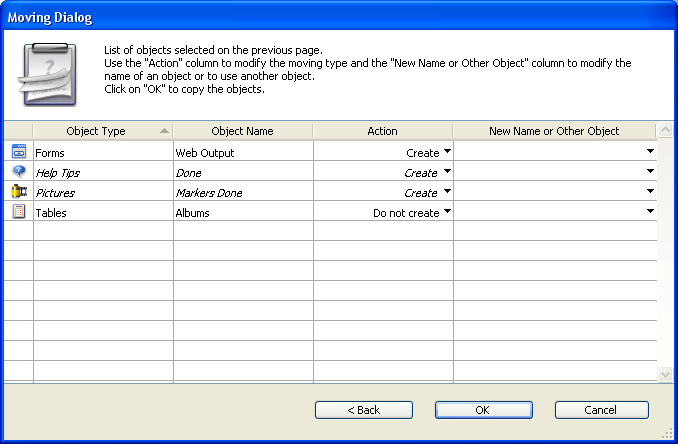 Moving Dialog
List of objects selected on the previous page.
Use the "Action" column to modify the moving type and the "New Name or Other Object" column to modify the
name of an object or to use another object.
Click on "OK" to copy the objects.
Object Type Object Name Action New Name or Other Object
Forms Web Output Create
Help Tips Done Create
Pictures Markers Done Create
Tables Albums Do not create
< Back OK Cancel